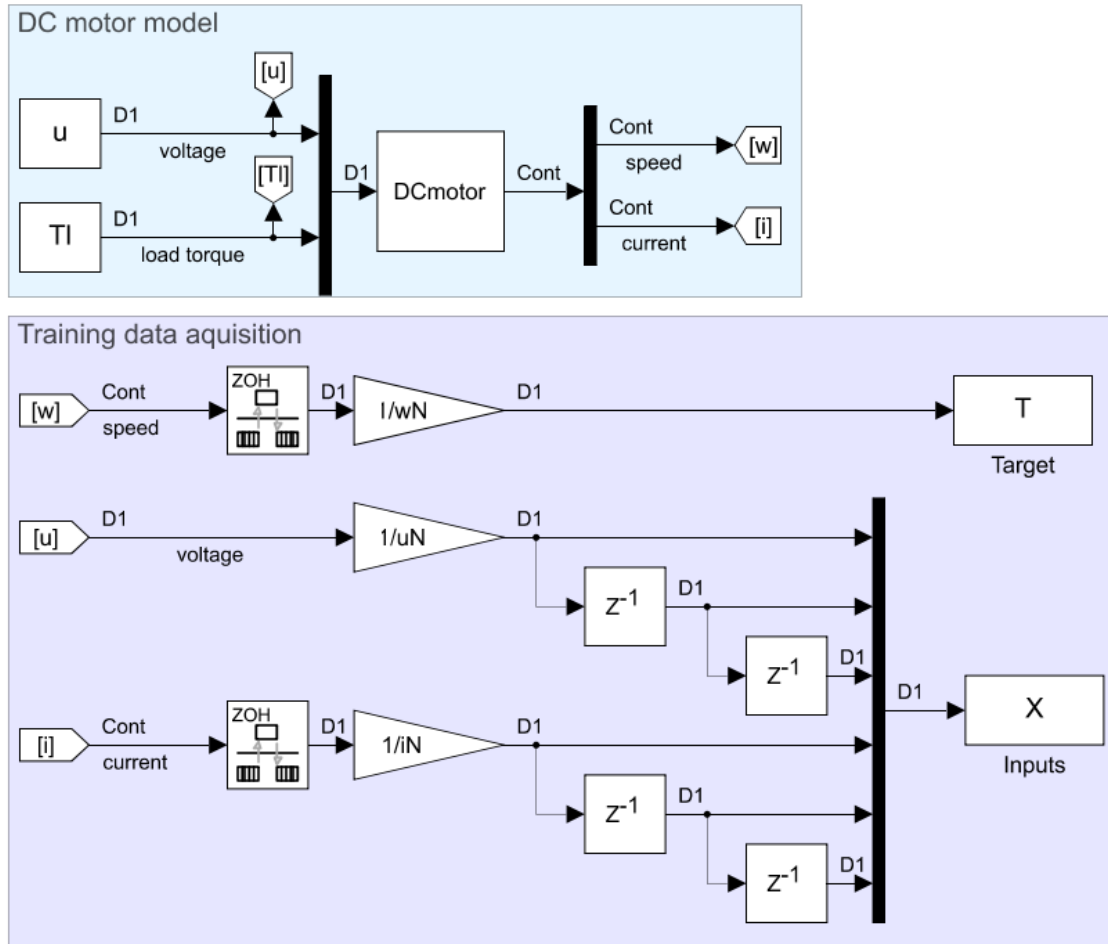 DC motor model
[u]
u
D1
voltage
[Tl]
Tl
D1
load torque
D1
DCmotor
Cont
Cont
speed
[w]
Cont
current
[i]
Training data aquisition
[w]
Cont
speed
ZOH
D1
I/wN
D1
T
Target
[u]
D1
voltage
1/uN
D1
Z-1
D1
Z-1
D1
[i]
Cont
current
ZOH
D1
1/iN
D1
Z-1
D1
Z-1
D1
D1
X
Inputs